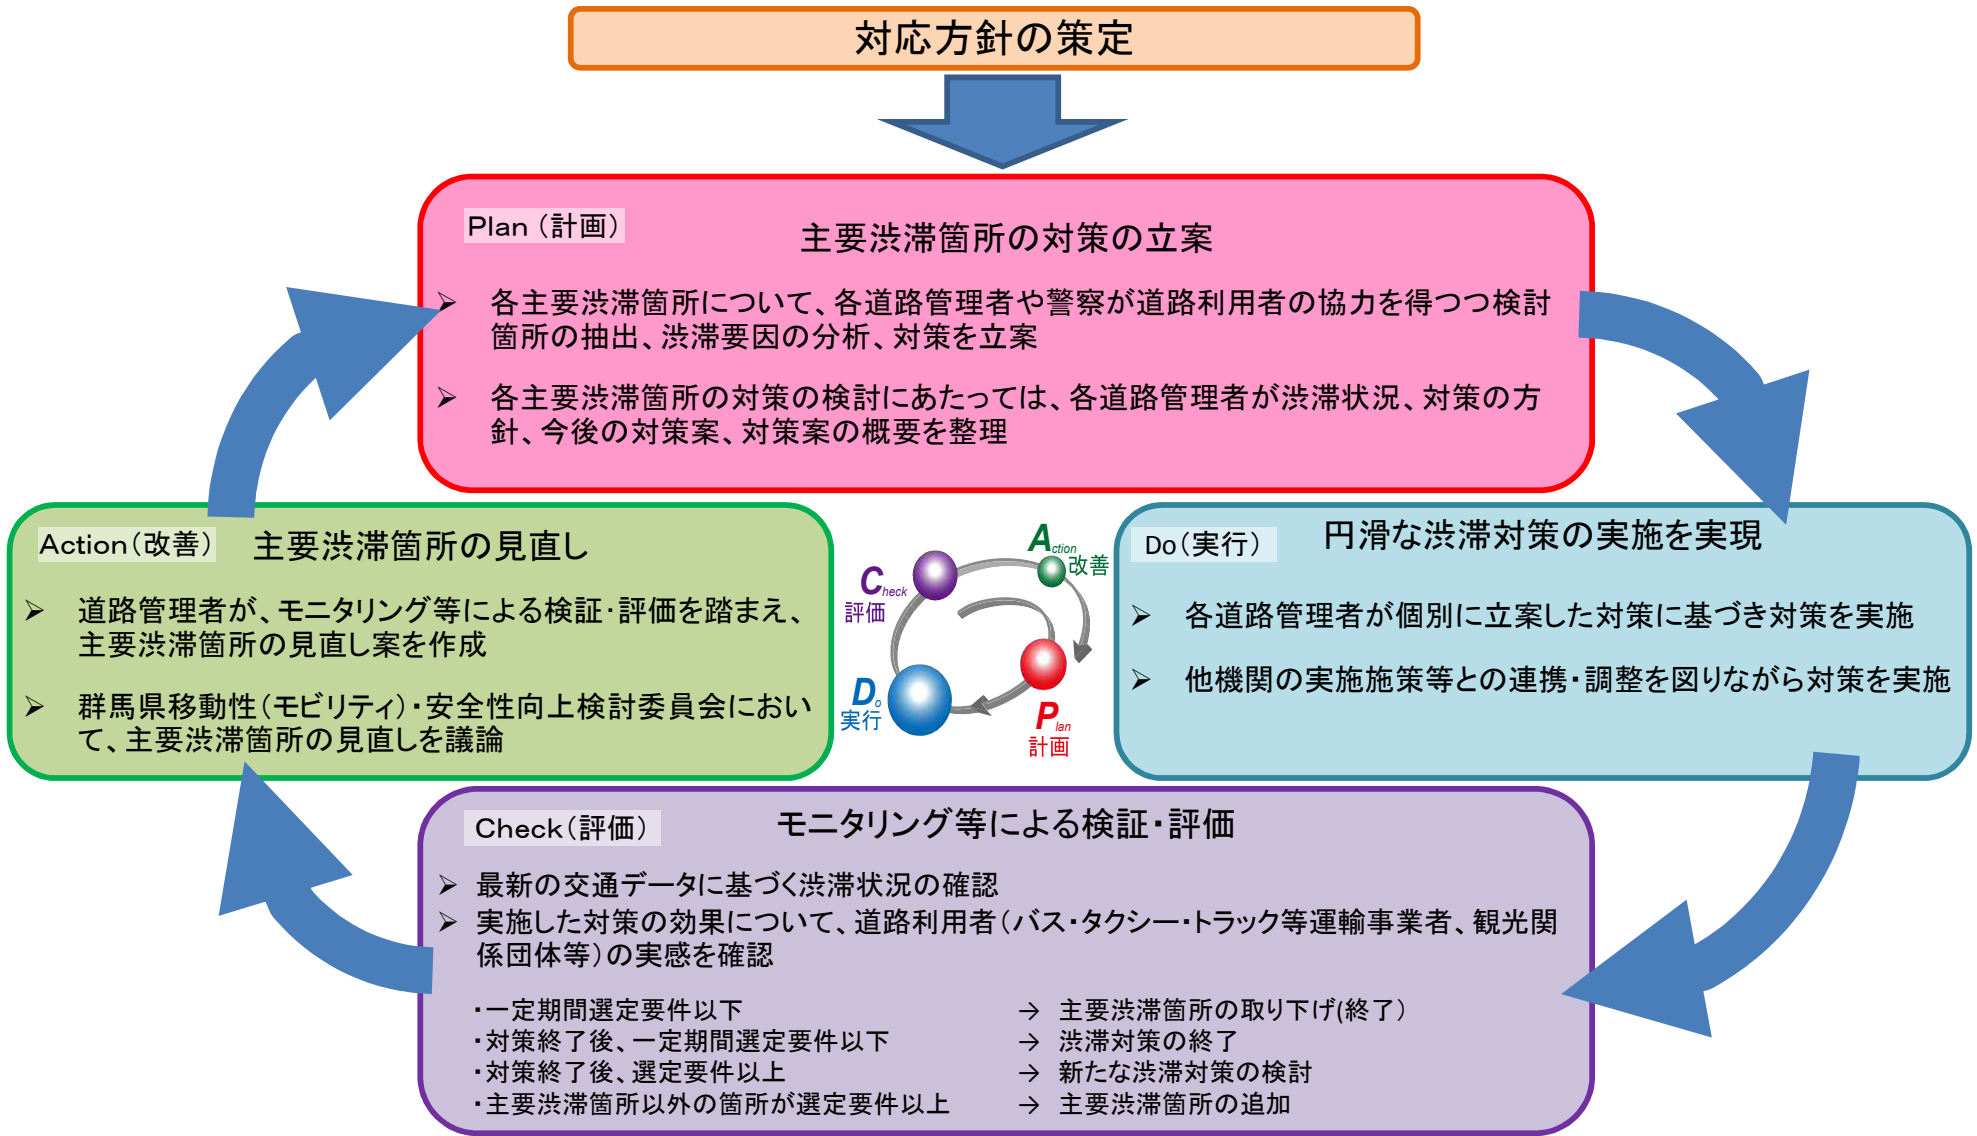 対応方針の策定
Plan（計画）
主要渋滞箇所の対策の立案
➢ 各主要渋滞箇所について、各道路管理者や警察が道路利用者の協力を得つつ検討
箇所の抽出、渋滞要因の分析、対策を立案
➢ 各主要渋滞箇所の対策の検討にあたっては、各道路管理者が渋滞状況、対策の方
針、今後の対策案、対策案の概要を整理
Action（改善）
主要渋滞箇所の見直し
➢ 道路管理者が、モニタリング等による検証・評価を踏まえ、
主要渋滞箇所の見直し案を作成
➢ 群馬県移動性（モビリティ）・安全性向上検討委員会におい
て、主要渋滞箇所の見直しを議論
Action
改善
Check
評価
Do
実行
Plan
計画
Do（実行）
円滑な渋滞対策の実施を実現
➢ 各道路管理者が個別に立案した対策に基づき対策を実施
➢ 他機関の実施施策等との連携・調整を図りながら対策を実施
Check（評価）
モニタリング等による検証・評価
➢ 最新の交通データに基づく渋滞状況の確認
➢ 実施した対策の効果について、道路利用者（バス・タクシー・トラック等運輸事業者、観光関
係団体等）の実感を確認
・一定期間選定要件以下 → 主要渋滞箇所の取り下げ(終了）
・対策終了後、一定期間選定要件以下 → 渋滞対策の終了
・対策終了後、選定要件以上 → 新たな渋滞対策の検討
・主要渋滞箇所以外の箇所が選定要件以上 → 主要渋滞箇所の追加